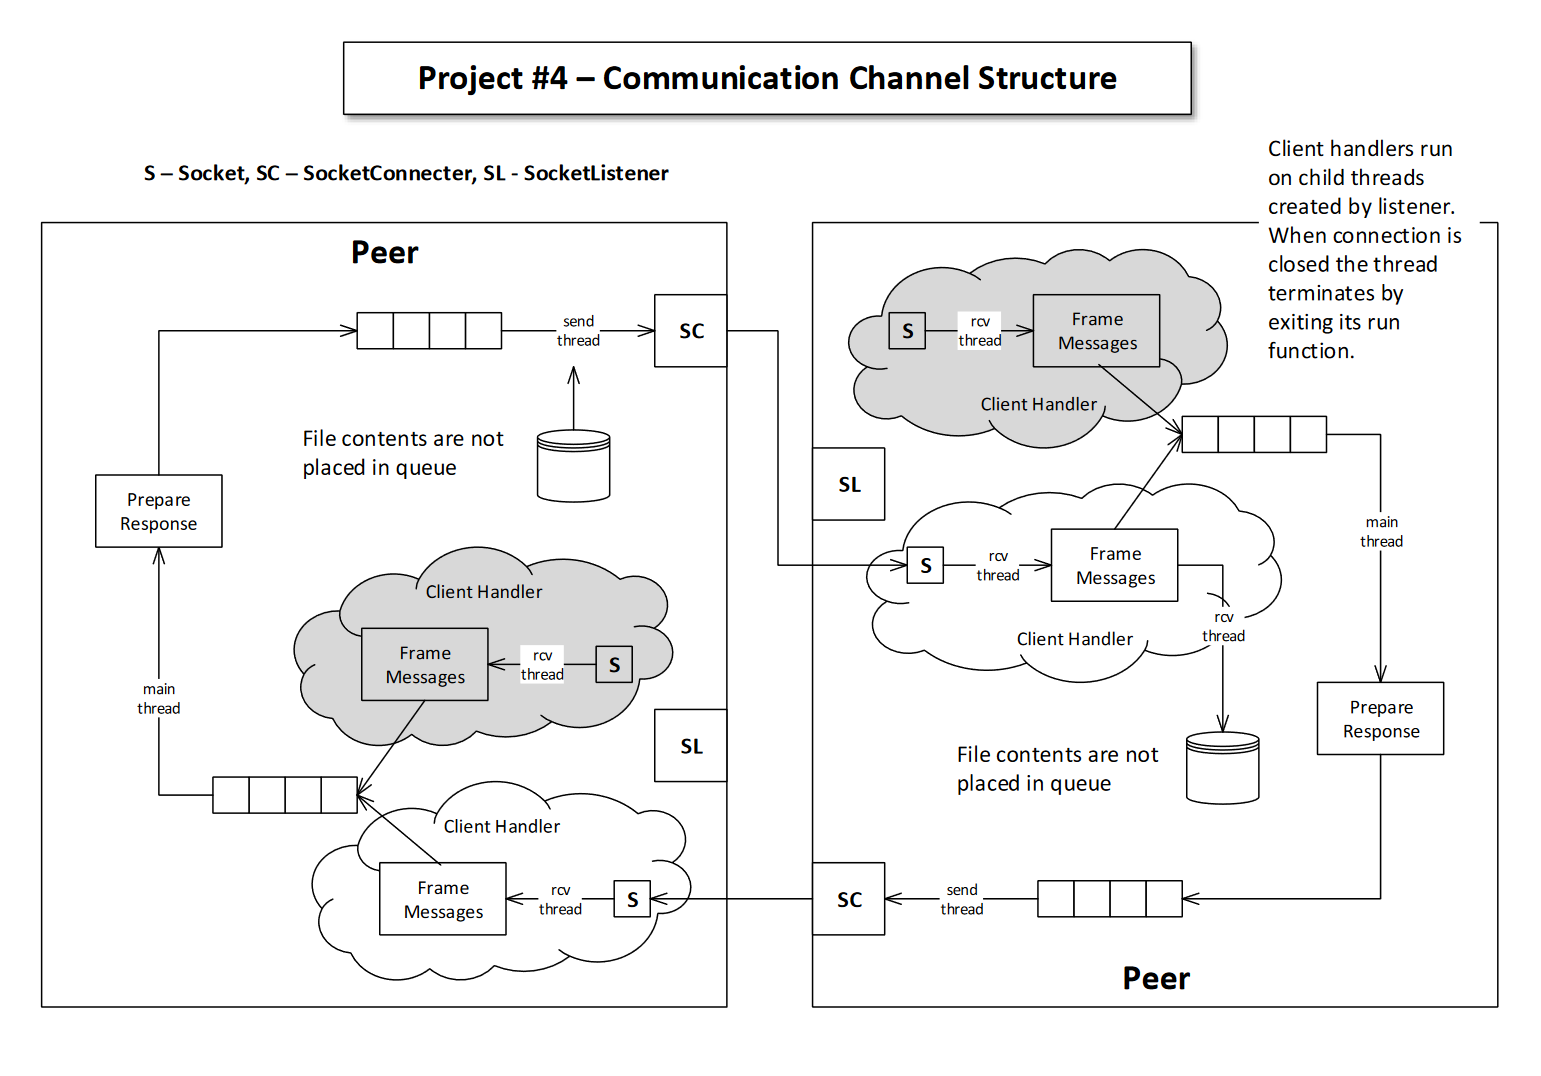 Project #4 – Communication Channel Structure
S – Socket, SC – SocketConnecter, SL - SocketListener
Client handlers run
on child threads
created by listener.
When connection is
closed the thread
terminates by
exiting its run
function.
Peer
send
thread
SC
File contents are not
placed in queue
Prepare
Response
Client Handler
Frame
Messages
rcv
thread
S
main
thread
SL
Client Handler
Frame
Messages
rcv
thread
S
S
rcv
thread
Frame
Messages
Client Handler
SL
main
thread
S
rcv
thread
Frame
Messages
rcv
thread
Client Handler
Prepare
Response
File contents are not
placed in queue
SC
send
thread
Peer